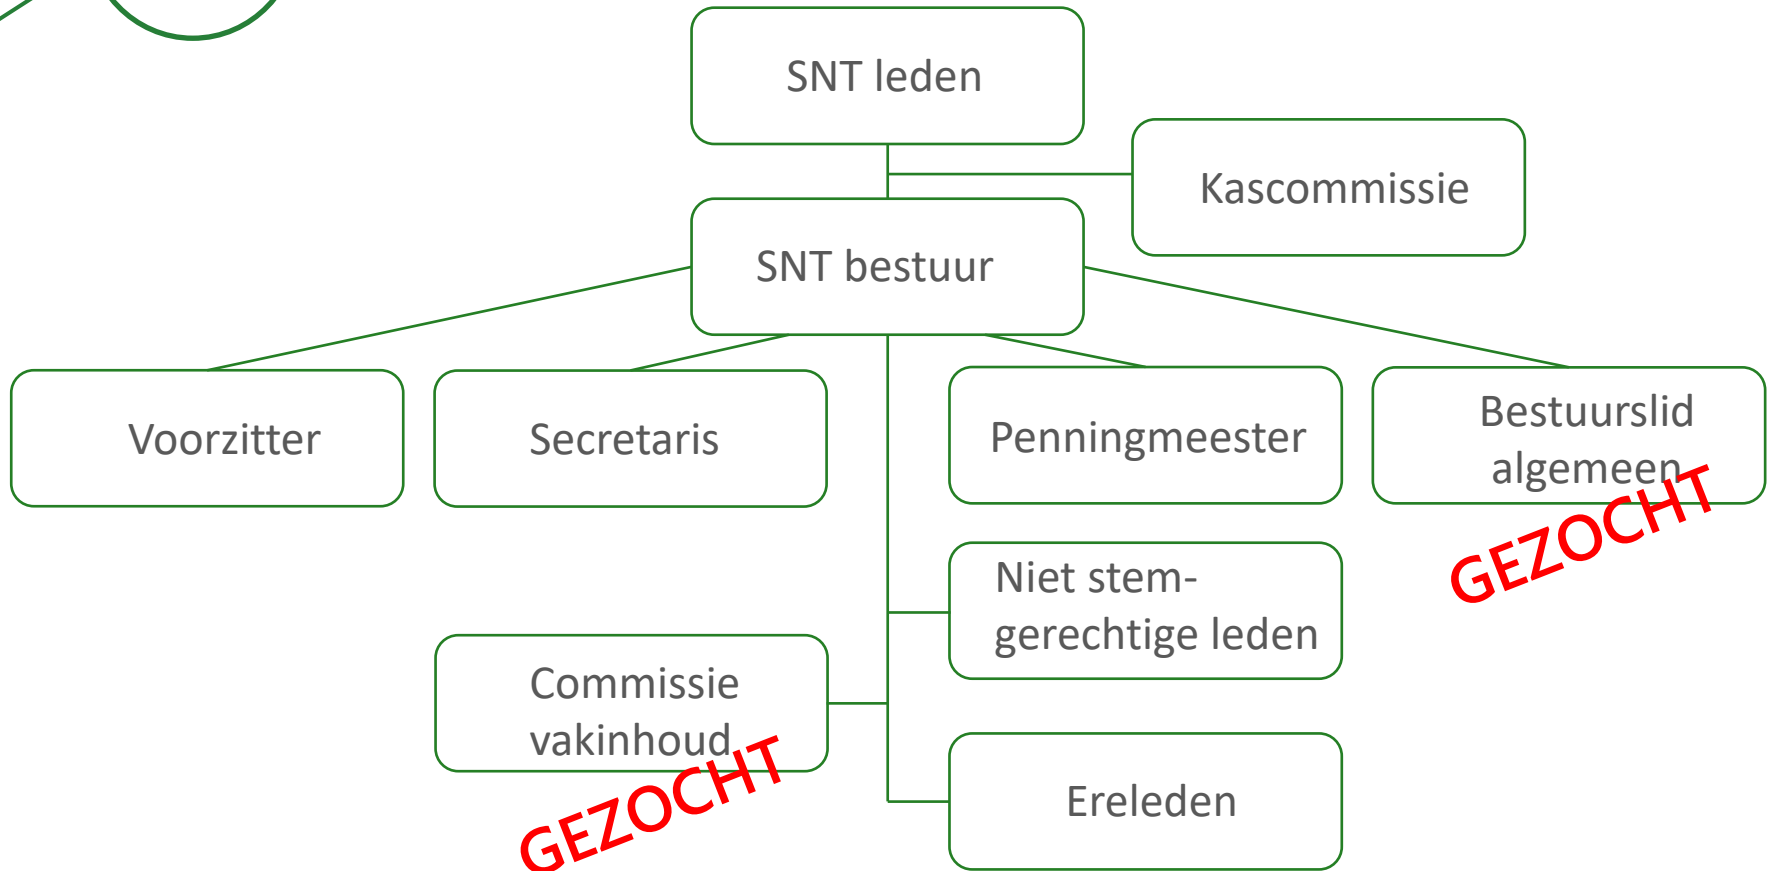 SNT leden
Kascommissie
SNT bestuur
Voorzitter
Secretaris
Penningmeester
Bestuurslid
algemeen
GEZOCHT
Niet stem-
gerechtige leden
Commissie
vakinhoud
GEZOCHT
Ereleden